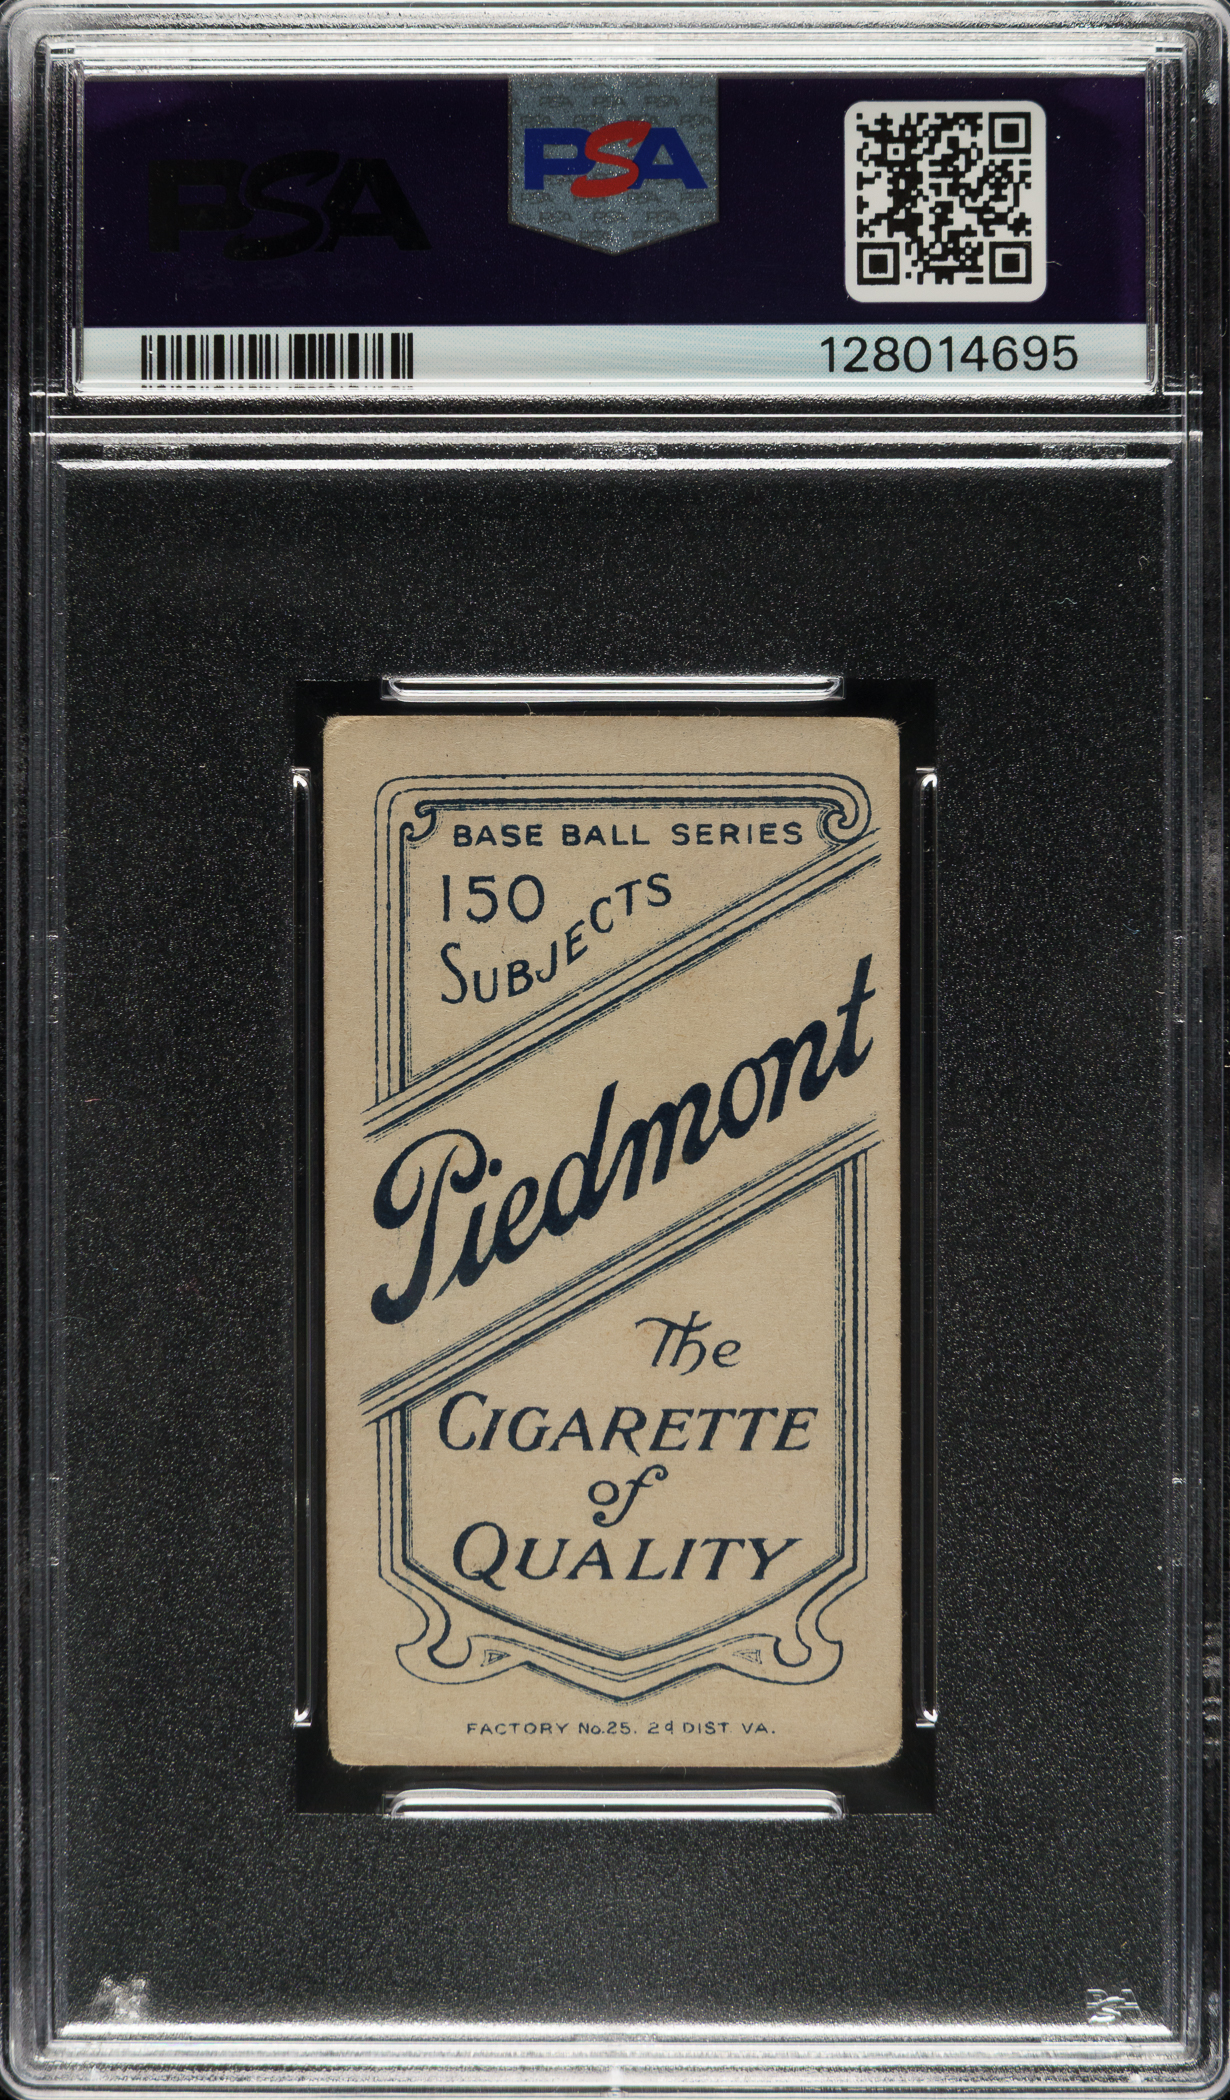 PSA
PSA
128014695
BASE BALL SERIES
150
SUBJECTS
Piedmont
The
CIGARETTE
of
QUALITY
FACTORY No.25. 2d DIST. VA.